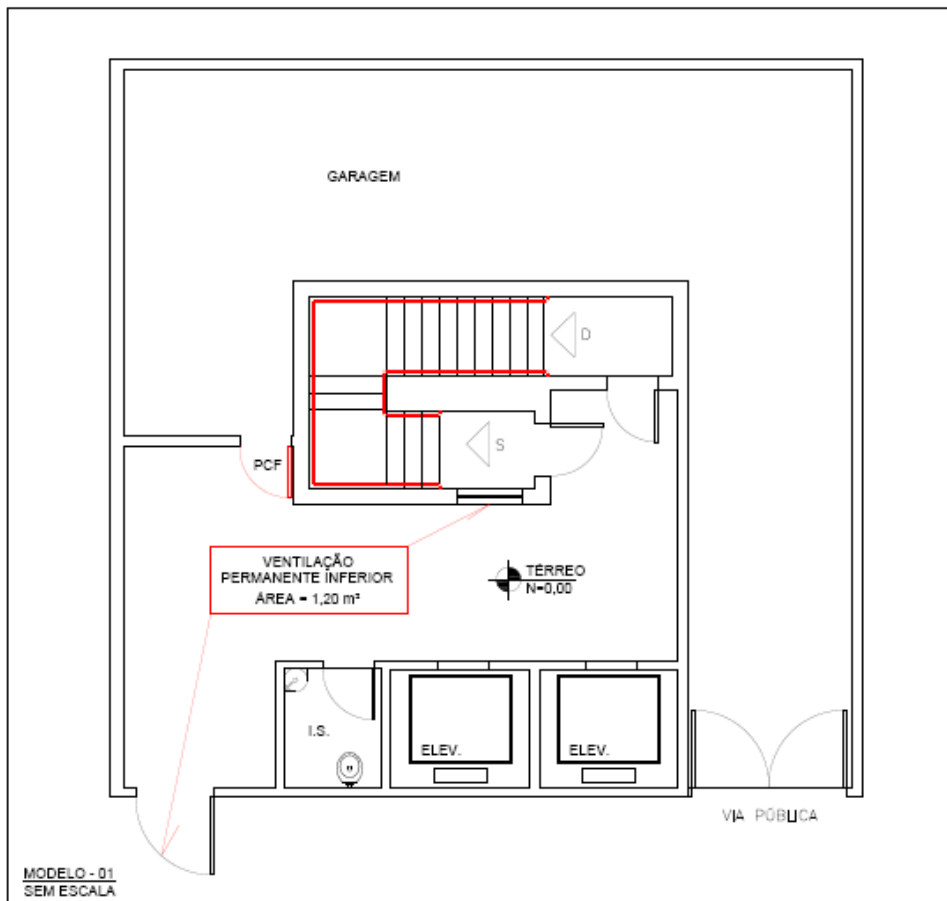 GARAGEM
D
S
PCF
VENTILAÇÃO
PERMANENTE INFERIOR
ÁREA = 1,20 m²
TÉRREO
N=0,00
I.S.
ELEV.
ELEV.
VIA PÚBLICA
MODELO - 01
SEM ESCALA